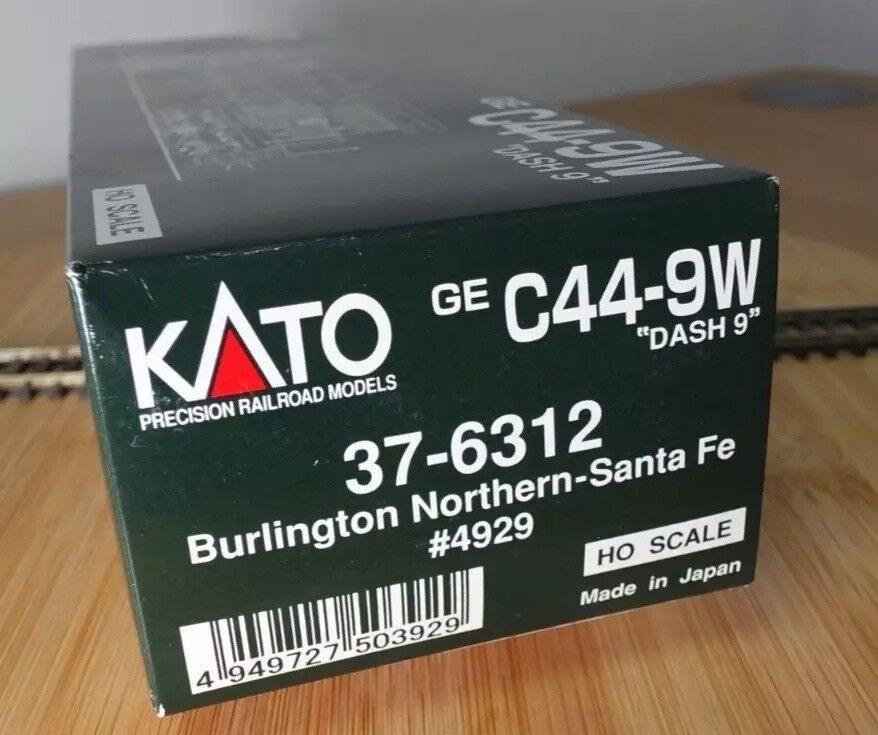 GE C44-9W
"DASH 9"
HO SCALE
KATO
PRECISION RAILROAD MODELS
GE C44-9W
"DASH 9"
37-6312
Burlington Northern-Santa Fe
#4929
HO SCALE
Made in Japan
4 949727 503929